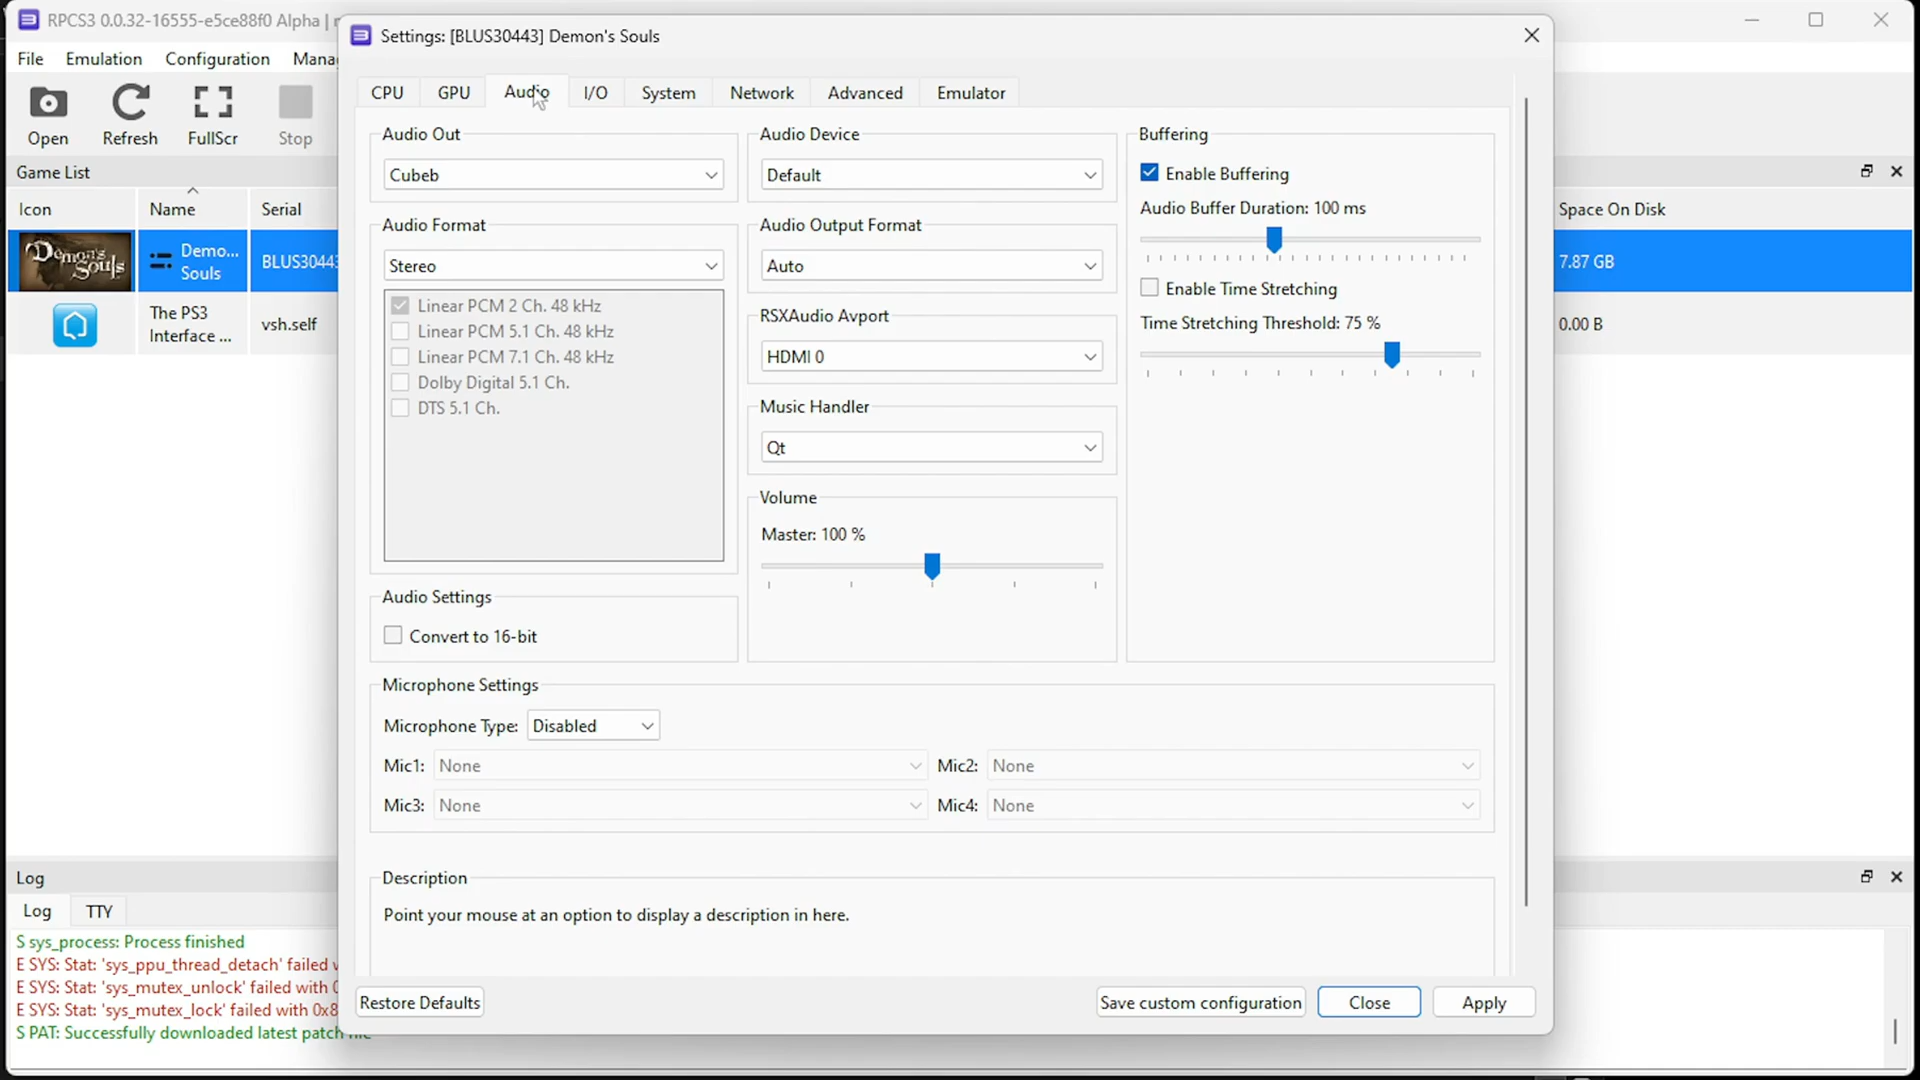 RPCS3 0.0.32-16555-e5ce88f0 Alpha |
Settings: [BLUS30443] Demon's Souls
File Emulation Configuration Mana
Open Refresh FullScr Stop
CPU GPU Audio I/O System Network Advanced Emulator
Game List
Icon Name Serial Space On Disk
Demon's Souls
Demo... Souls
BLUS30443
7.87 GB
The PS3 Interface ...
vsh.self
0.00 B
Audio Out
Cubeb
Audio Format
Stereo
Linear PCM 2 Ch. 48 kHz
Linear PCM 5.1 Ch. 48 kHz
Linear PCM 7.1 Ch. 48 kHz
Dolby Digital 5.1 Ch.
DTS 5.1 Ch.
Audio Settings
Convert to 16-bit
Audio Device
Default
Audio Output Format
Auto
RSXAudio Avport
HDMI 0
Music Handler
Qt
Volume
Master: 100 %
Buffering
Enable Buffering
Audio Buffer Duration: 100 ms
Enable Time Stretching
Time Stretching Threshold: 75 %
Microphone Settings
Microphone Type: Disabled
Mic1: None Mic2: None
Mic3: None Mic4: None
Description
Point your mouse at an option to display a description in here.
Restore Defaults Save custom configuration Close Apply
Log
Log TTY
S sys_process: Process finished
E SYS: Stat: 'sys_ppu_thread_detach' failed
E SYS: Stat: 'sys_mutex_unlock' failed with 0
E SYS: Stat: 'sys_mutex_lock' failed with 0x8
S PAT: Successfully downloaded latest patch